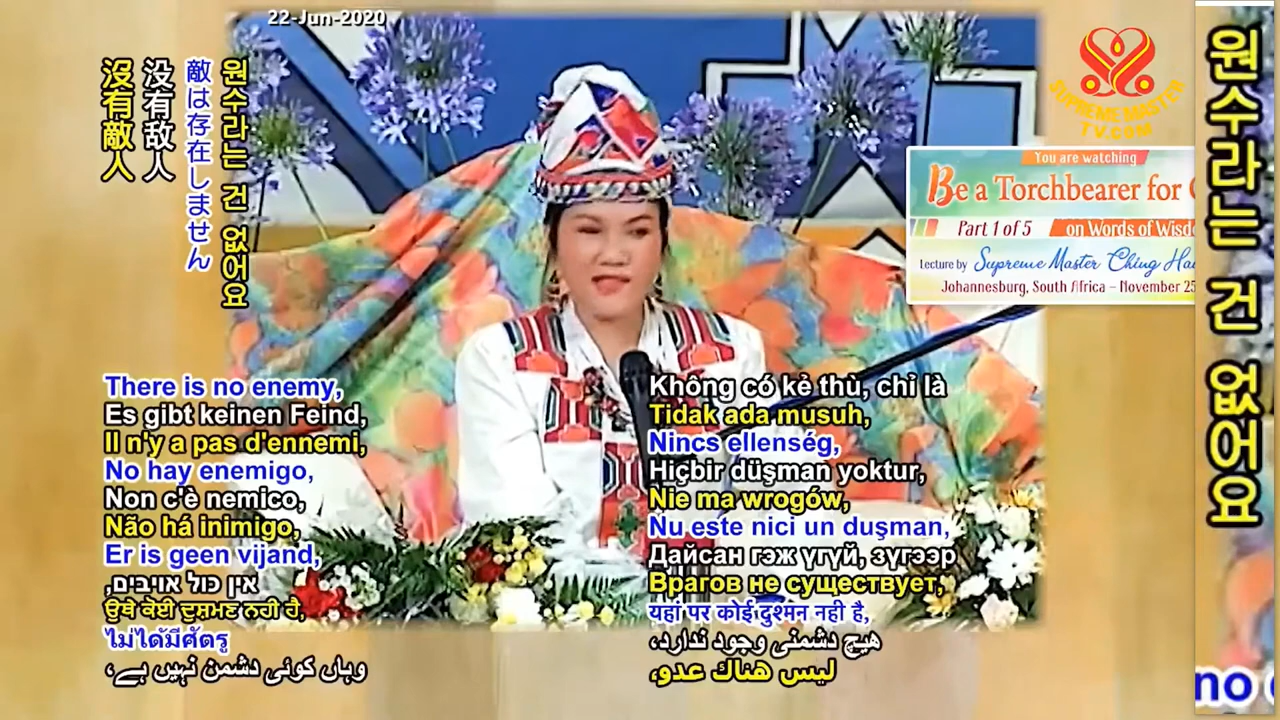 22-Jun-2020
SUPREME MASTER
TV.COM
You are watching
Be a Torchbearer for
Part 1 of 5
on Words of
Lecture by Supreme Master Ching
Johannesburg, South Africa – November
원수라는 건 없어요
敵は存在しません
没有敌人
沒有敵人
There is no enemy,
Es gibt keinen Feind,
Il n'y a pas d'ennemi,
No hay enemigo,
Non c'è nemico,
Não há inimigo,
Er is geen vijand,
אין כול אויבים,
ਉਥੇ ਕੋਈ ਦੁਸ਼ਮਣ ਨਹੀ ਹੈ,
ไม่ได้มีศัตรู
وہاں کوئی دشمن نہیں ہے،
Không có kẻ thù, chỉ là
Tidak ada musuh,
Nincs ellenség,
Hiçbir düşman yoktur,
Nie ma wrogów,
Nu este nici un duşman,
Дайсан гэж үгүй, зүгээр
Врагов не существует,
यहां पर कोई दुश्मन नही है,
هیچ دشمنی وجود ندارد،
ليس هناك عدو،
원수라는 건 없어요
no